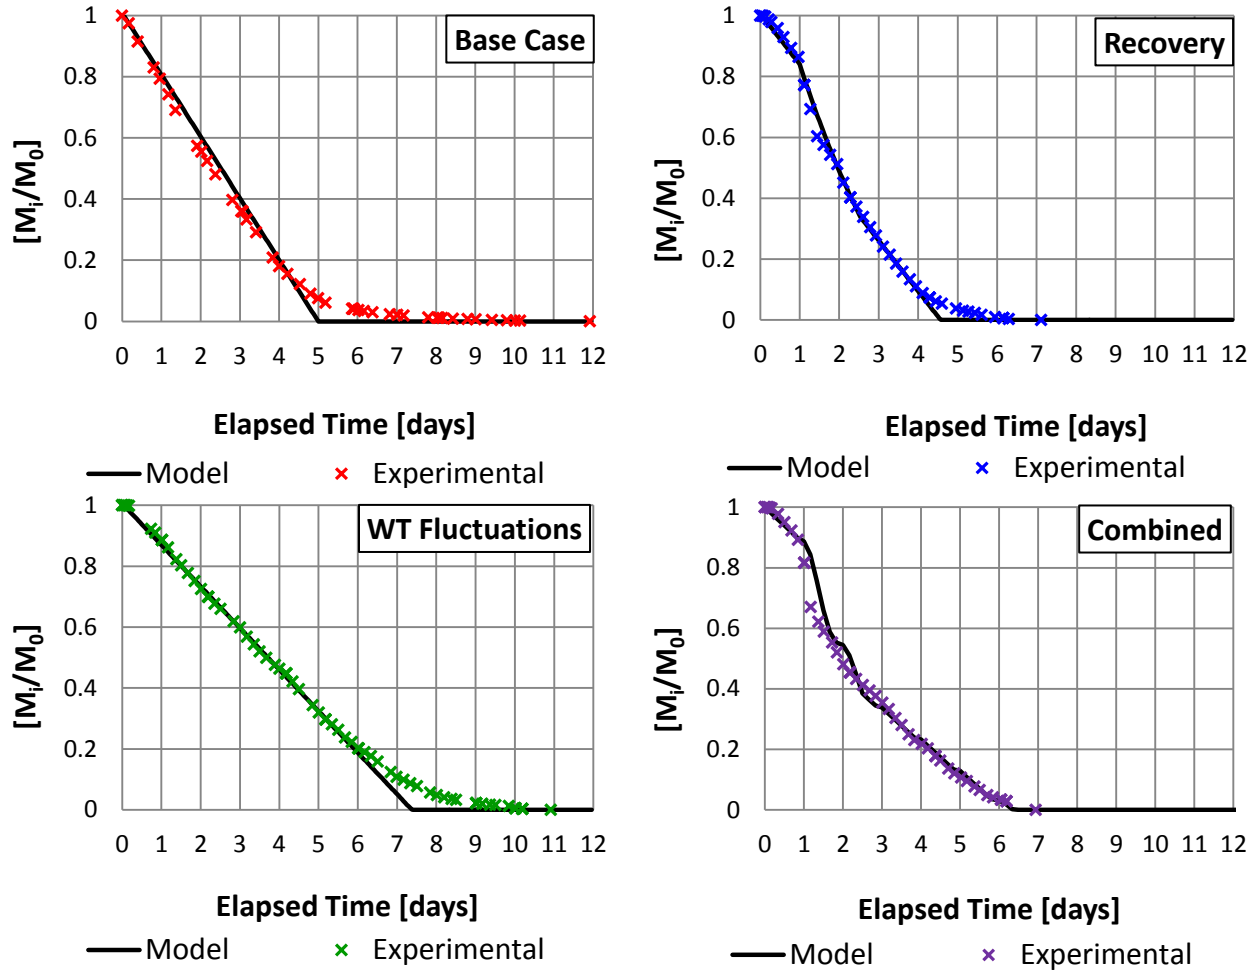 Base Case
[Mi/M0]
1
0.8
0.6
0.4
0.2
0
0 1 2 3 4 5 6 7 8 9 10 11 12
Elapsed Time [days]
Model × Experimental
Recovery
[Mi/M0]
1
0.8
0.6
0.4
0.2
0
0 1 2 3 4 5 6 7 8 9 10 11 12
Elapsed Time [days]
Model × Experimental
WT Fluctuations
[Mi/M0]
1
0.8
0.6
0.4
0.2
0
0 1 2 3 4 5 6 7 8 9 10 11 12
Elapsed Time [days]
Model × Experimental
Combined
[Mi/M0]
1
0.8
0.6
0.4
0.2
0
0 1 2 3 4 5 6 7 8 9 10 11 12
Elapsed Time [days]
Model × Experimental